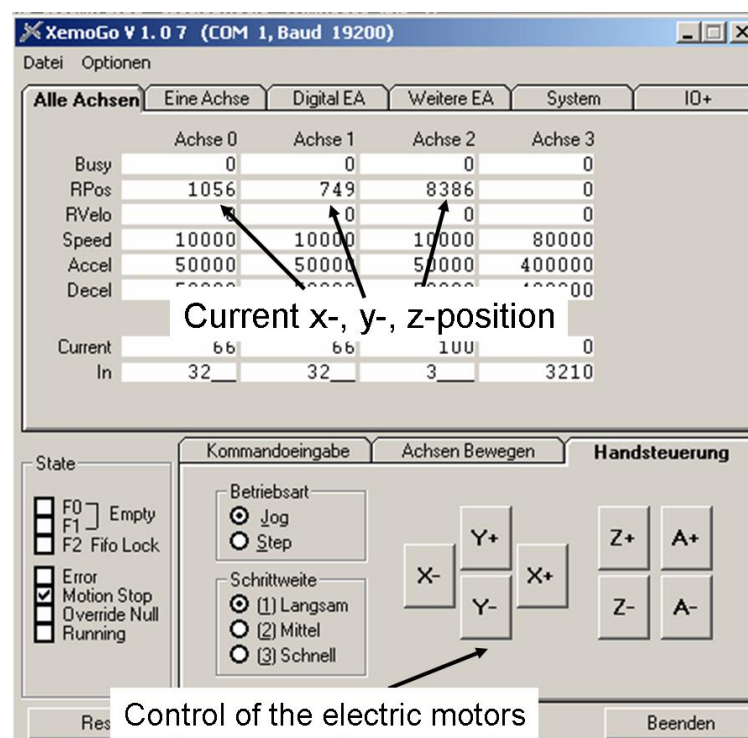 XemoGo V 1.0 7 (COM 1, Baud 19200)
Datei Optionen
Alle Achsen Eine Achse Digital EA Weitere EA System IO+
Achse 0 Achse 1 Achse 2 Achse 3
Busy 0 0 0 0
RPos 1056 749 8386 0
RVelo 0 0 0 0
Speed 10000 10000 10000 80000
Accel 50000 50000 50000 400000
Decel
Current x-, y-, z-position
Current 66 66 100 0
In 32__ 32__ 3___ 3210
Kommandoeingabe Achsen Bewegen Handsteuerung
State
F0 Empty
F1
F2 Fifo Lock
Error
Motion Stop
Override Null
Running
Betriebsart
Jog
Step
Schrittweite
(1) Langsam
(2) Mittel
(3) Schnell
Y+
X- X+
Y-
Z+ A+
Z- A-
Control of the electric motors
Beenden